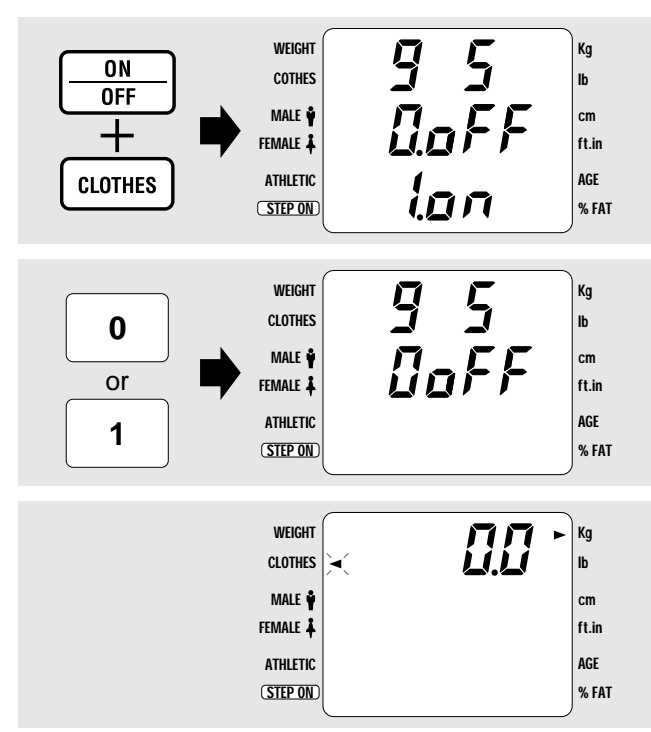 ON
OFF
+
CLOTHES
WEIGHT 9 5 Kg
COTHES lb
MALE 0.oFF cm
FEMALE ft.in
ATHLETIC 1.on AGE
STEP ON % FAT
0
or
1
WEIGHT 9 5 Kg
CLOTHES lb
MALE 0oFF cm
FEMALE ft.in
ATHLETIC AGE
STEP ON % FAT
WEIGHT 0.0 Kg
CLOTHES lb
MALE cm
FEMALE ft.in
ATHLETIC AGE
STEP ON % FAT